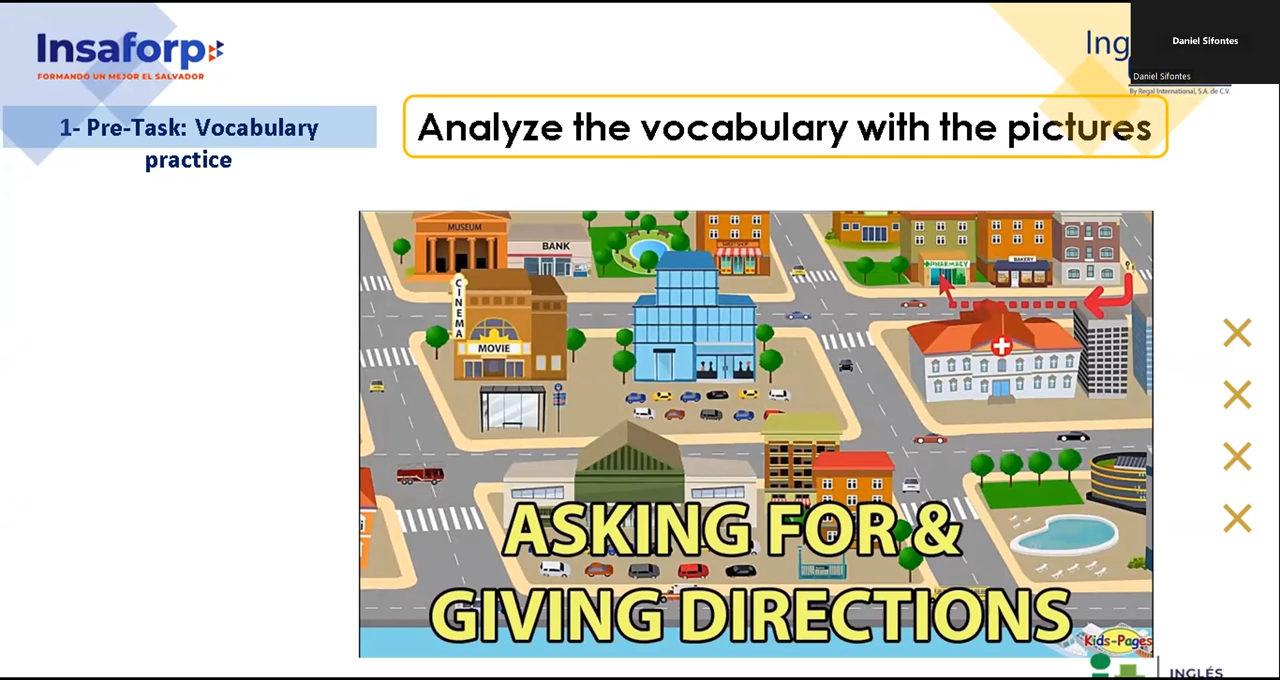 Insaforp
FORMANDO UN MEJOR EL SALVADOR
Ing
Daniel Sifontes
Daniel Sifontes
By Regal International, S.A. de C.V.
1- Pre-Task: Vocabulary
practice
Analyze the vocabulary with the pictures
MUSEUM
BANK
PHARMACY
BAKERY
CINEMA
MOVIE
ASKING FOR &
GIVING DIRECTIONS
Kids-Pages
INGLÉS